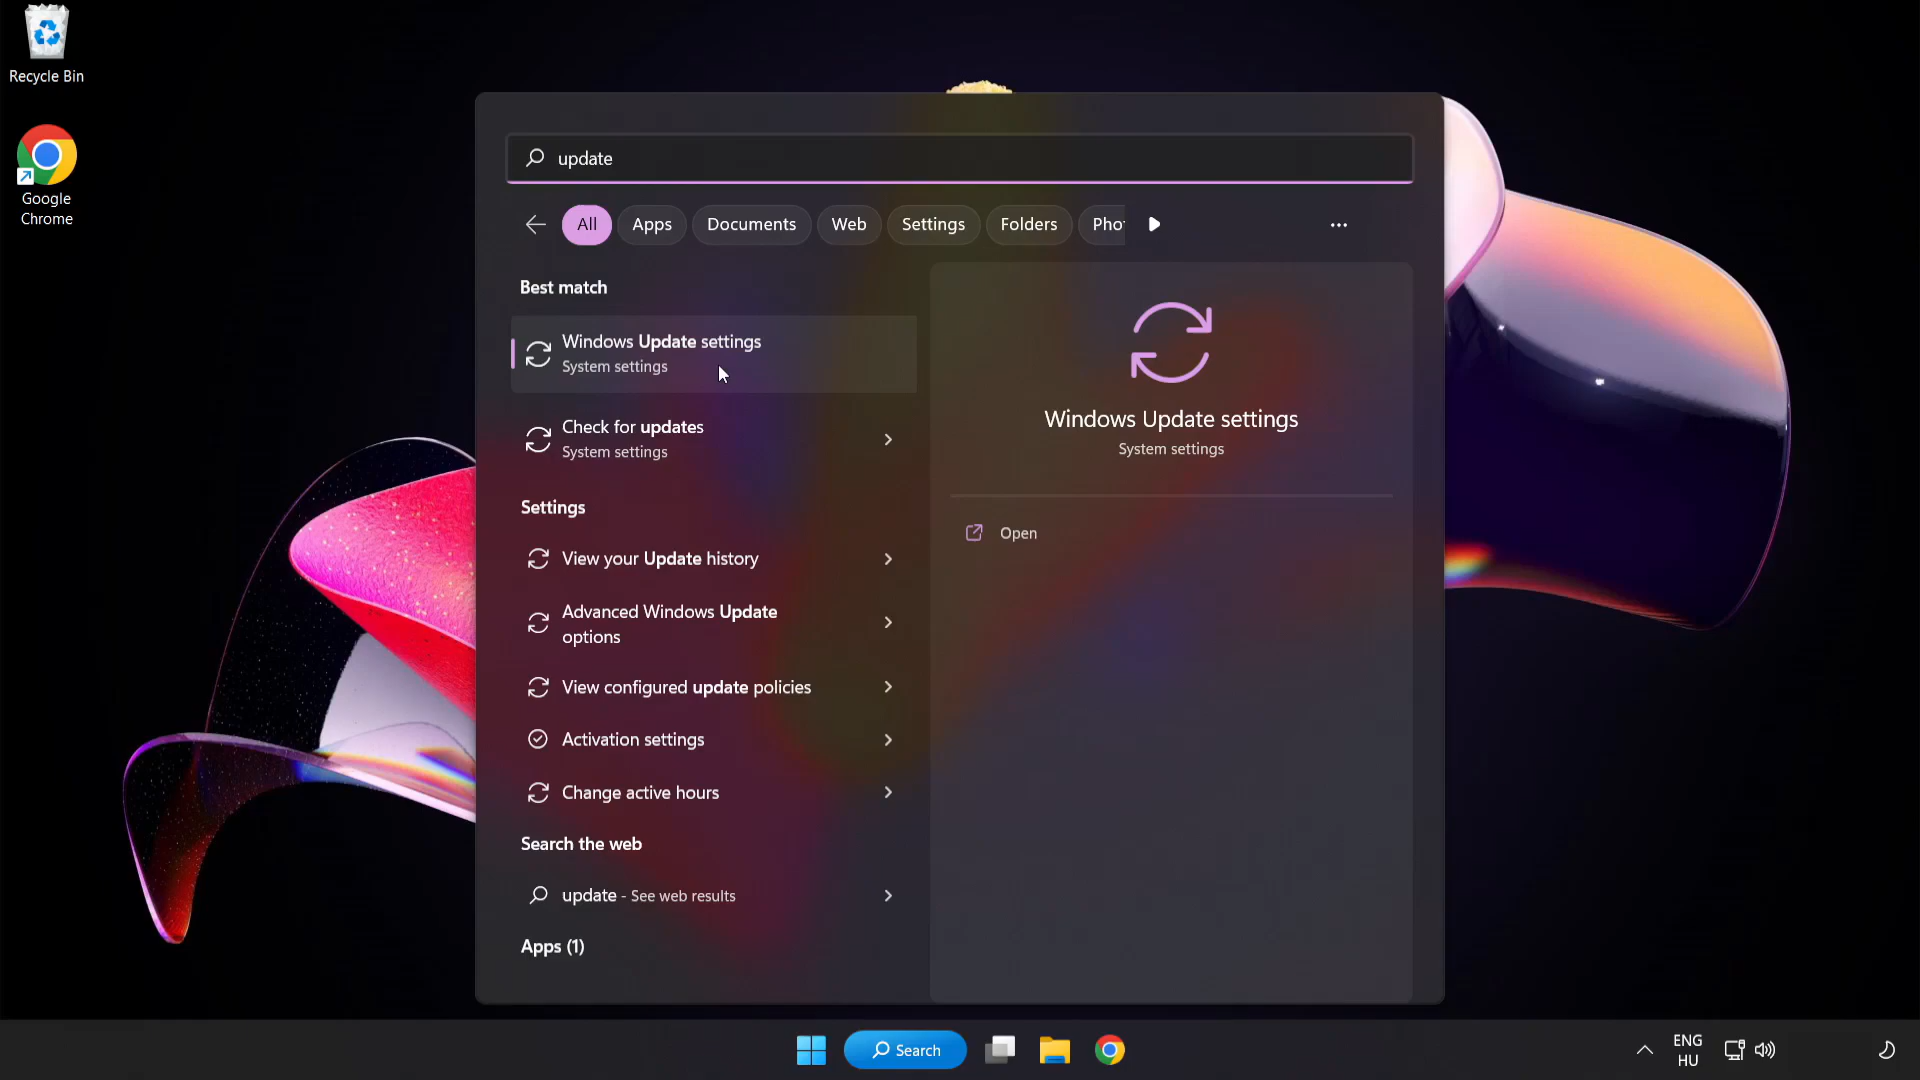 Recycle Bin
Google
Chrome
update
All
Apps
Documents
Web
Settings
Folders
Pho
Best match
Windows Update settings
System settings
Check for updates
System settings
Settings
View your Update history
Advanced Windows Update
options
View configured update policies
Activation settings
Change active hours
Search the web
update - See web results
Apps (1)
Windows Update settings
System settings
Open
Search
ENG
HU